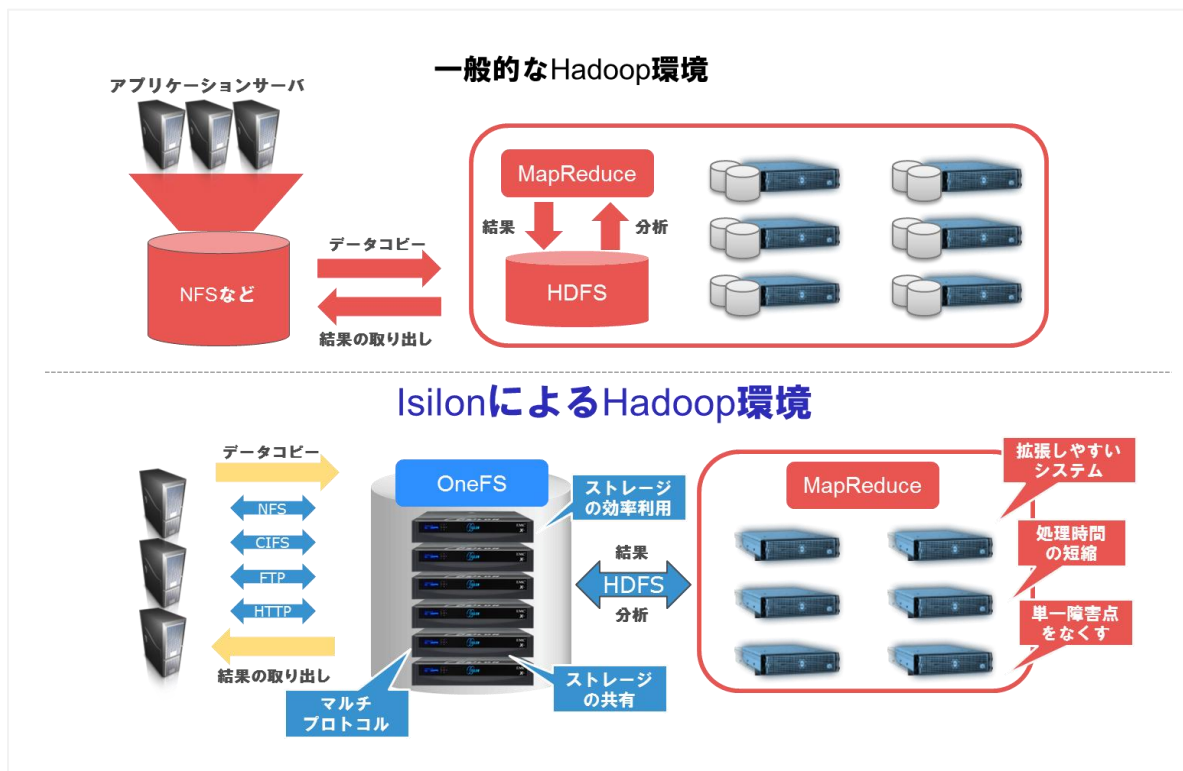 一般的なHadoop環境
アプリケーションサーバ
MapReduce
結果
分析
データコピー
NFSなど
HDFS
結果の取り出し
IsilonによるHadoop環境
データコピー
NFS
CIFS
FTP
HTTP
結果の取り出し
OneFS
ストレージ
の効率利用
結果
HDFS
分析
ストレージ
の共有
マルチ
プロトコル
MapReduce
拡張しやすい
システム
処理時間
の短縮
単一障害点
をなくす